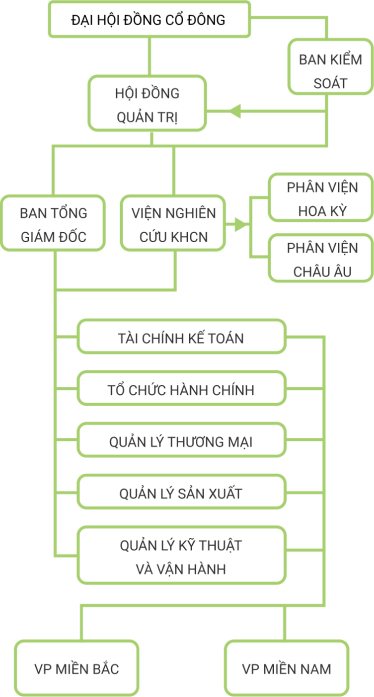 ĐẠI HỘI ĐỒNG CỔ ĐÔNG
BAN KIỂM
SOÁT
HỘI ĐỒNG
QUẢN TRỊ
BAN TỔNG
GIÁM ĐỐC
VIỆN NGHIÊN
CỨU KHCN
PHÂN VIỆN
HOA KỲ
PHÂN VIỆN
CHÂU ÂU
TÀI CHÍNH KẾ TOÁN
TỔ CHỨC HÀNH CHÍNH
QUẢN LÝ THƯƠNG MẠI
QUẢN LÝ SẢN XUẤT
QUẢN LÝ KỸ THUẬT
VÀ VẬN HÀNH
VP MIỀN BẮC
VP MIỀN NAM